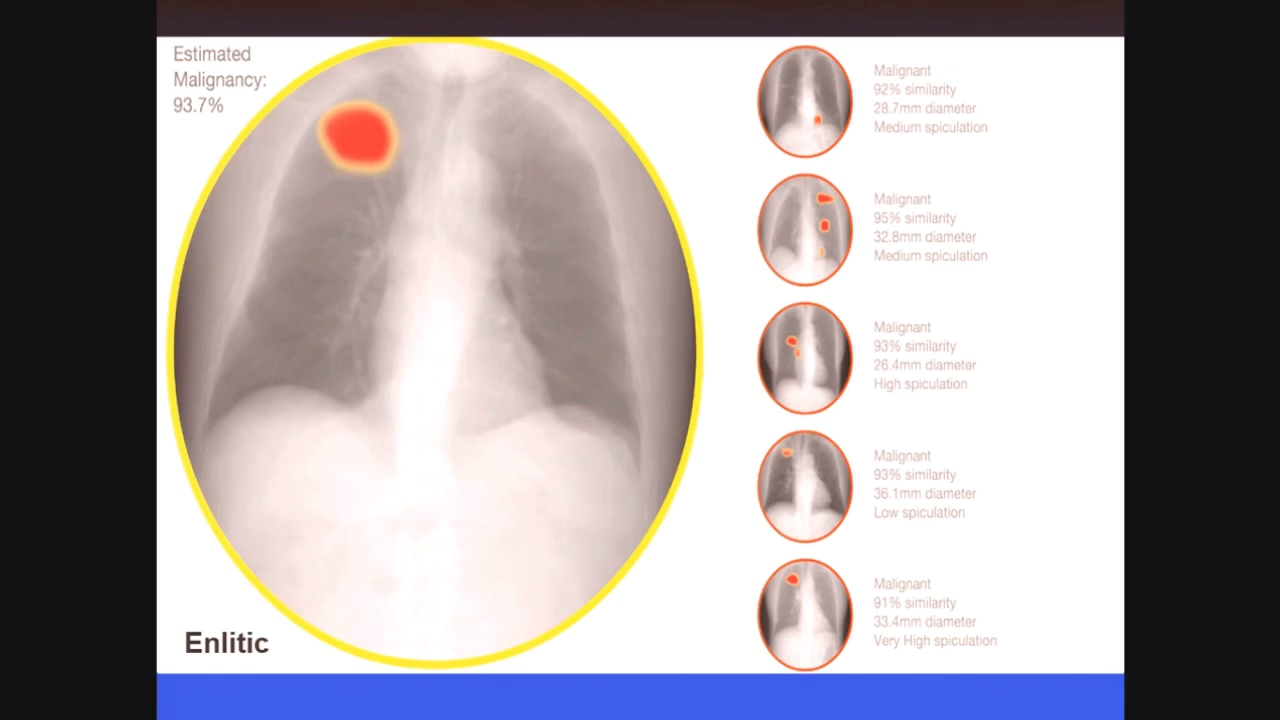 Estimated
Malignancy:
93.7%
Malignant
92% similarity
28.7mm diameter
Medium spiculation
Malignant
95% similarity
32.8mm diameter
Medium spiculation
Malignant
93% similarity
26.4mm diameter
High spiculation
Malignant
93% similarity
36.1mm diameter
Low spiculation
Malignant
91% similarity
33.4mm diameter
Very High spiculation
Enlitic